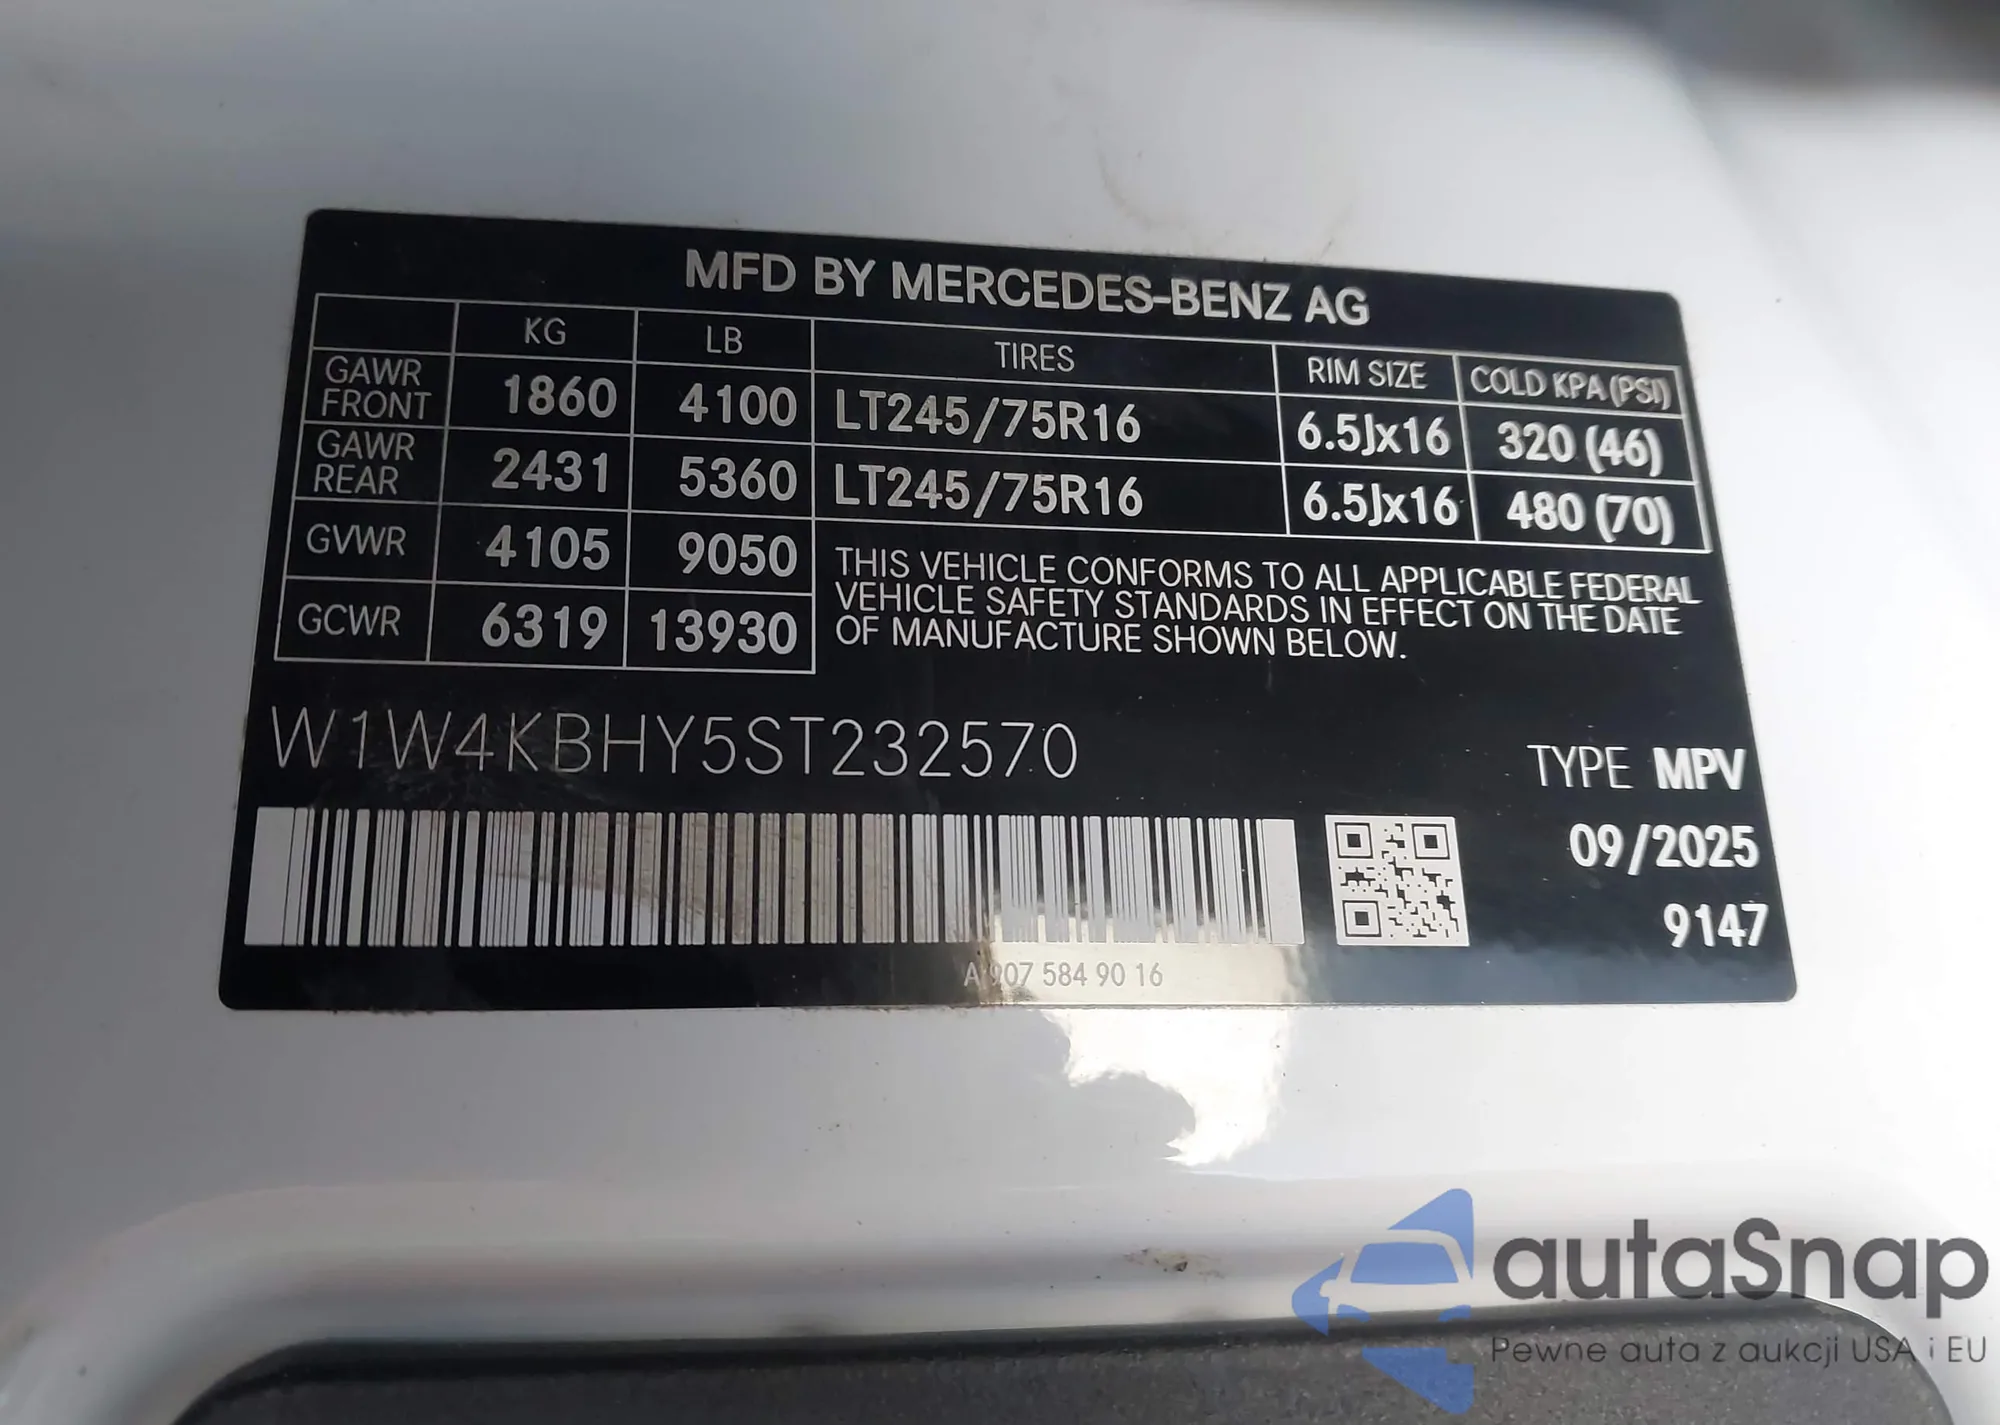 MFD BY MERCEDES-BENZ AG
KG LB TIRES RIM SIZE COLD KPA (PSI)
GAWR FRONT 1860 4100 LT245/75R16 6.5Jx16 320 (46)
GAWR REAR 2431 5360 LT245/75R16 6.5Jx16 480 (70)
GVWR 4105 9050
GCWR 6319 13930
THIS VEHICLE CONFORMS TO ALL APPLICABLE FEDERAL
VEHICLE SAFETY STANDARDS IN EFFECT ON THE DATE
OF MANUFACTURE SHOWN BELOW.
W1W4KBHY5ST232570
TYPE MPV
09/2025
9147
A 907 584 90 16
autaSnap
Pewne auta z aukcji USA i EU